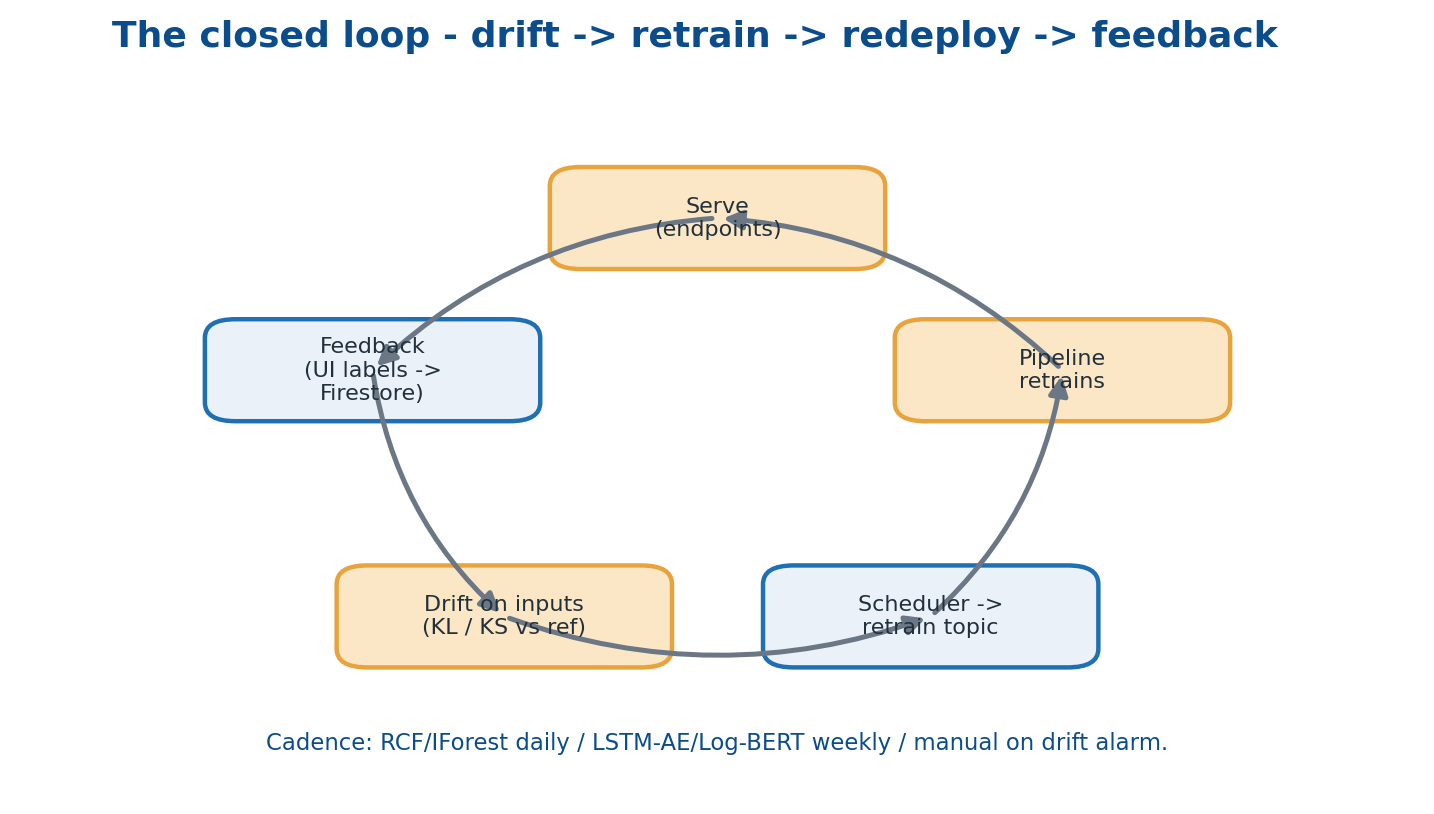 The closed loop - drift -> retrain -> redeploy -> feedback
Serve
(endpoints)
Feedback
(UI labels ->
Firestore)
Pipeline
retrains
Drift on inputs
(KL / KS vs ref)
Scheduler ->
retrain topic
Cadence: RCF/IForest daily / LSTM-AE/Log-BERT weekly / manual on drift alarm.